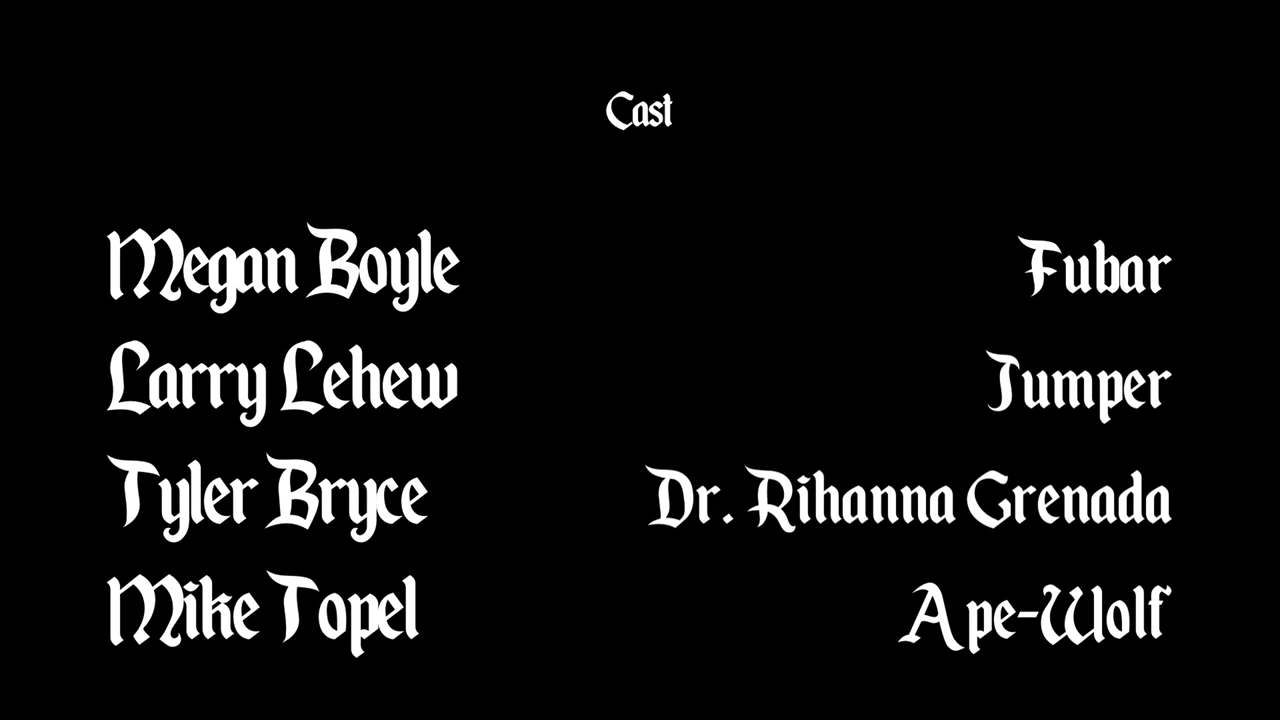 Cast
Megan Boyle Fubar
Larry Lehew Jumper
Tyler Bryce Dr. Rihanna Grenada
Mike Topel Ape-Wolf